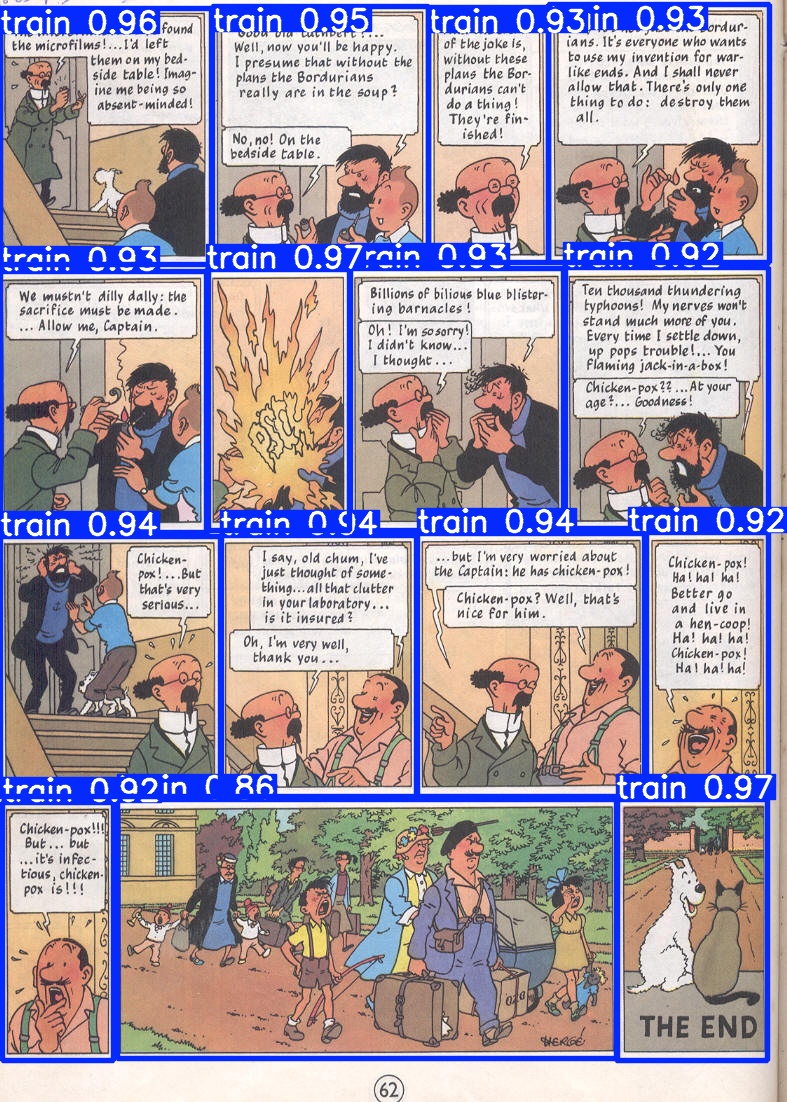 train 0.96
found
the microfilms!...I'd left
them on my bed-
side table! Imag-
ine me being so
absent-minded!
train 0.95
Good old Cuthbert!...
Well, now you'll be happy.
I presume that without the
plans the Bordurians
really are in the soup?
No, no! On the
bedside table.
train 0.93
of the joke is,
without these
plans the Bor-
durians can't
do a thing!
They're fin-
ished!
in 0.93
Bordur-
ians. It's everyone who wants
to use my invention for war-
like ends. And I shall never
allow that. There's only one
thing to do: destroy them
all.
train 0.93
We mustn't dilly dally: the
sacrifice must be made.
... Allow me, Captain.
train 0.97
rain 0.93
Billions of bilious blue blister-
ing barnacles!
Oh! I'm so sorry!
I didn't know...
I thought...
train 0.92
Ten thousand thundering
typhoons! My nerves won't
stand much more of you.
Every time I settle down,
up pops trouble!... You
flaming jack-in-a-box!
Chicken-pox??...At your
age?... Goodness!
train 0.94
Chicken-
pox!...But
that's very
serious...
train 0.94
I say, old chum, I've
just thought of some-
thing...all that clutter
in your laboratory...
is it insured?
Oh, I'm very well,
thank you...
train 0.94
...but I'm very worried about
the Captain: he has chicken-pox!
Chicken-pox? Well, that's
nice for him.
train 0.92
Chicken-pox!
Ha! ha! ha!
Better go
and live in
a hen-coop!
Ha! ha! ha!
Chicken-pox!
Ha! ha! ha!
train 0.92
Chicken-pox!!!
But... but
...it's infec-
tious, chicken-
pox is!!!
in 0.86
HERGÉ
train 0.97
THE END
62